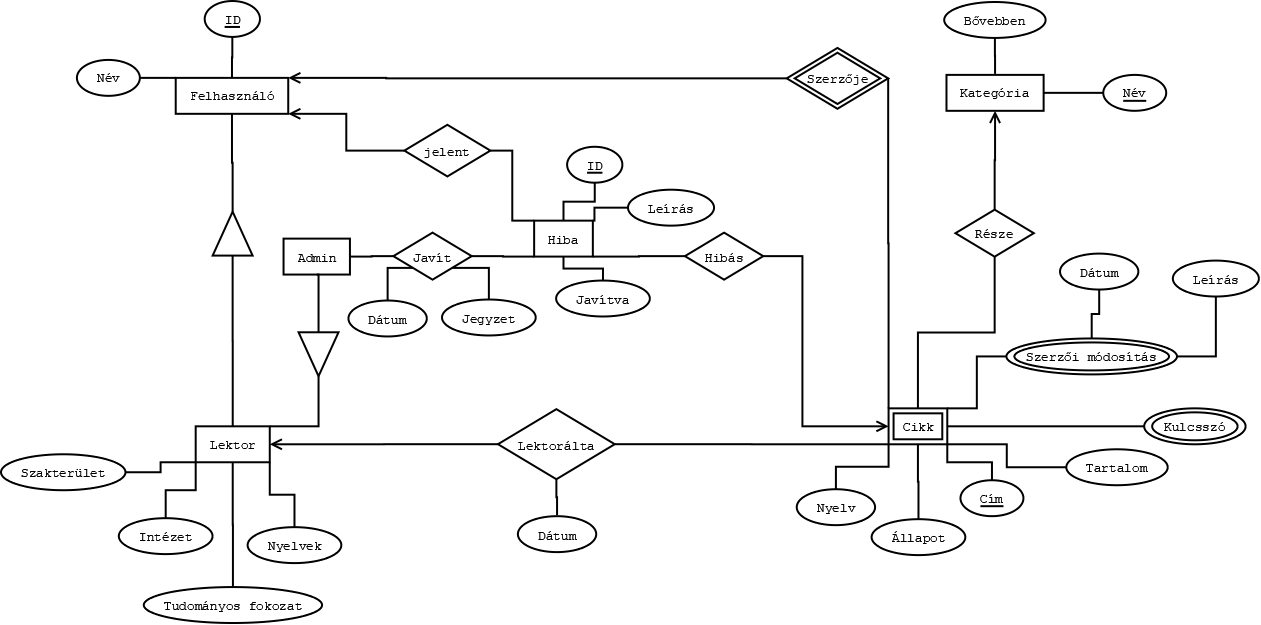 ID
Bővebben
Név
Felhasználó
Szerzője
Kategória
Név
jelent
ID
Leírás
Hiba
Admin
Javít
Hibás
Része
Dátum
Leírás
Javítva
Dátum
Jegyzet
Szerzői módosítás
Lektor
Lektorálta
Cikk
Kulcsszó
Szakterület
Tartalom
Nyelv
Cím
Intézet
Nyelvek
Dátum
Állapot
Tudományos fokozat